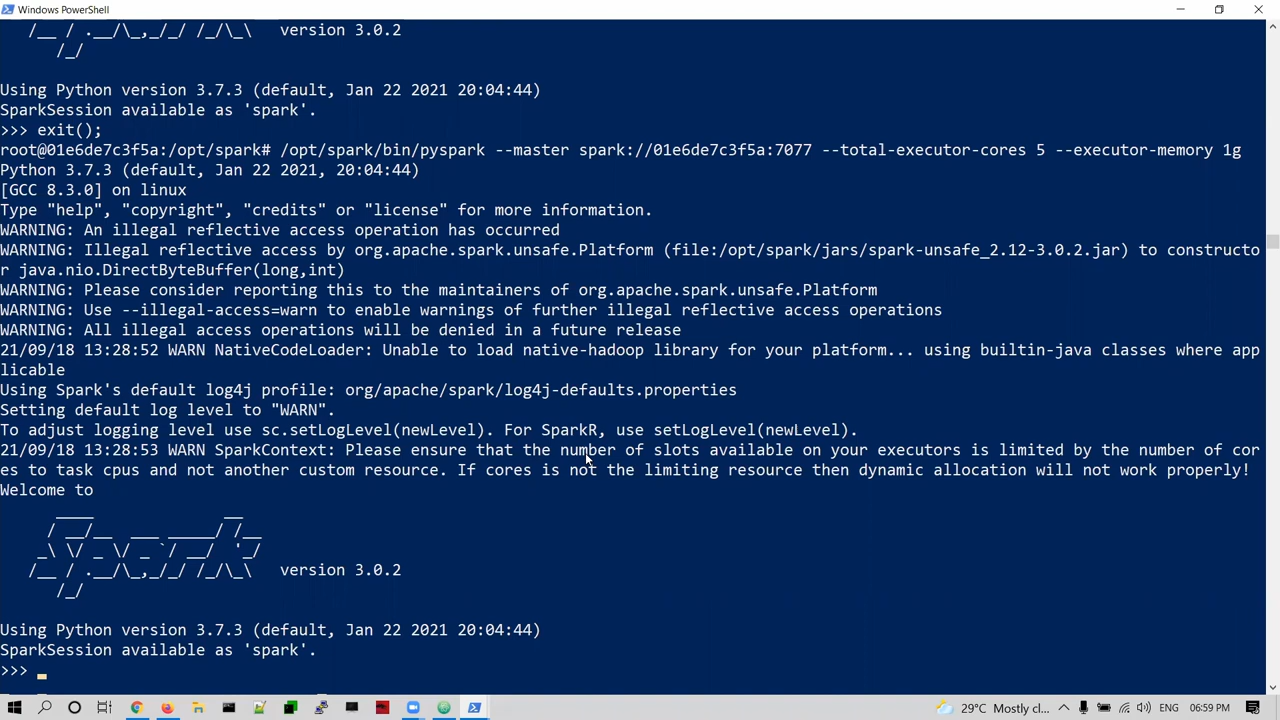 Windows PowerShell
   /__ / .__/\_,_/_/ /_/\_\   version 3.0.2
      /_/
Using Python version 3.7.3 (default, Jan 22 2021 20:04:44)
SparkSession available as 'spark'.
>>> exit();
root@01e6de7c3f5a:/opt/spark# /opt/spark/bin/pyspark --master spark://01e6de7c3f5a:7077 --total-executor-cores 5 --executor-memory 1g
Python 3.7.3 (default, Jan 22 2021, 20:04:44)
[GCC 8.3.0] on linux
Type "help", "copyright", "credits" or "license" for more information.
WARNING: An illegal reflective access operation has occurred
WARNING: Illegal reflective access by org.apache.spark.unsafe.Platform (file:/opt/spark/jars/spark-unsafe_2.12-3.0.2.jar) to constructo
r java.nio.DirectByteBuffer(long,int)
WARNING: Please consider reporting this to the maintainers of org.apache.spark.unsafe.Platform
WARNING: Use --illegal-access=warn to enable warnings of further illegal reflective access operations
WARNING: All illegal access operations will be denied in a future release
21/09/18 13:28:52 WARN NativeCodeLoader: Unable to load native-hadoop library for your platform... using builtin-java classes where app
licable
Using Spark's default log4j profile: org/apache/spark/log4j-defaults.properties
Setting default log level to "WARN".
To adjust logging level use sc.setLogLevel(newLevel). For SparkR, use setLogLevel(newLevel).
21/09/18 13:28:53 WARN SparkContext: Please ensure that the number of slots available on your executors is limited by the number of cor
es to task cpus and not another custom resource. If cores is not the limiting resource then dynamic allocation will not work properly!
Welcome to
      ____              __
     / __/__  ___ _____/ /__
    _\ \/ _ \/ _ `/ __/  '_/
   /__ / .__/\_,_/_/ /_/\_\   version 3.0.2
      /_/
Using Python version 3.7.3 (default, Jan 22 2021 20:04:44)
SparkSession available as 'spark'.
>>>
29°C Mostly cl... ENG 06:59 PM